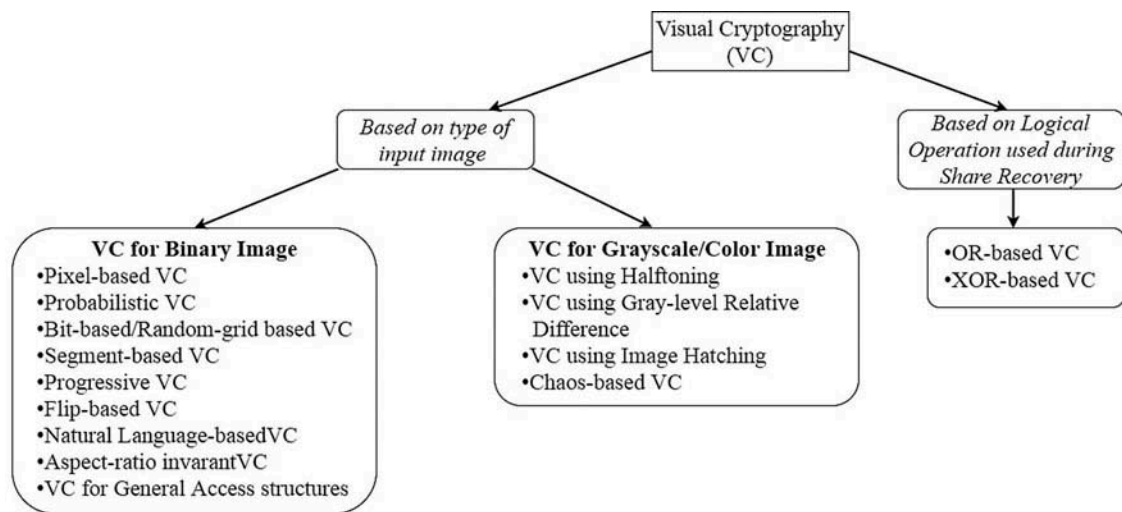 Visual Cryptography
(VC)
Based on type of
input image
Based on Logical
Operation used during
Share Recovery
VC for Binary Image
•Pixel-based VC
•Probabilistic VC
•Bit-based/Random-grid based VC
•Segment-based VC
•Progressive VC
•Flip-based VC
•Natural Language-basedVC
•Aspect-ratio invarantVC
•VC for General Access structures
VC for Grayscale/Color Image
•VC using Halftoning
•VC using Gray-level Relative
Difference
•VC using Image Hatching
•Chaos-based VC
•OR-based VC
•XOR-based VC